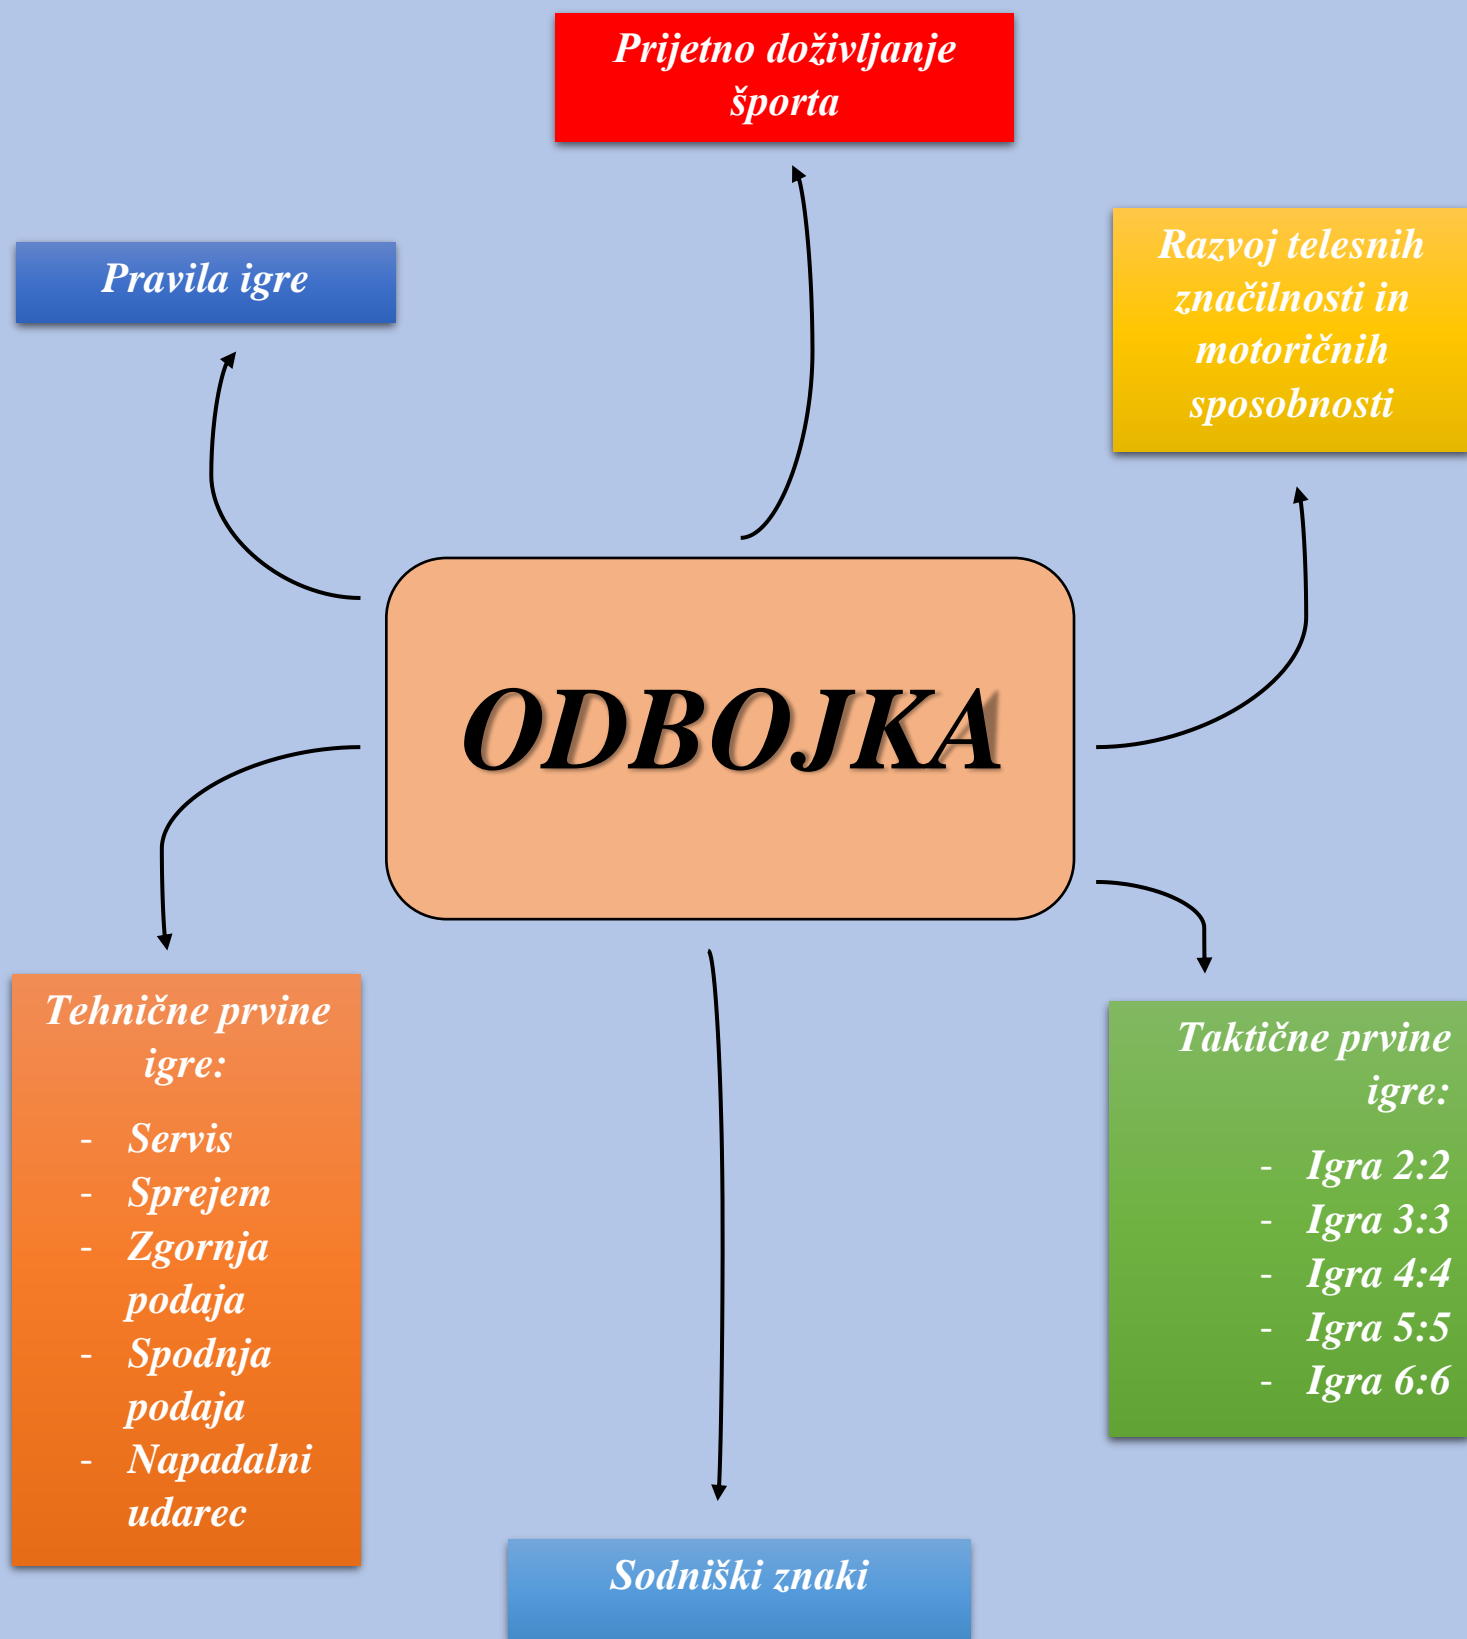 Prijetno doživljanje
športa
Pravila igre
Razvoj telesnih
značilnosti in
motoričnih
sposobnosti
ODBOJKA
Tehnične prvine
igre:
- Servis
- Sprejem
- Zgornja
podaja
- Spodnja
podaja
- Napadalni
udarec
Taktične prvine
igre:
- Igra 2:2
- Igra 3:3
- Igra 4:4
- Igra 5:5
- Igra 6:6
Sodniški znaki